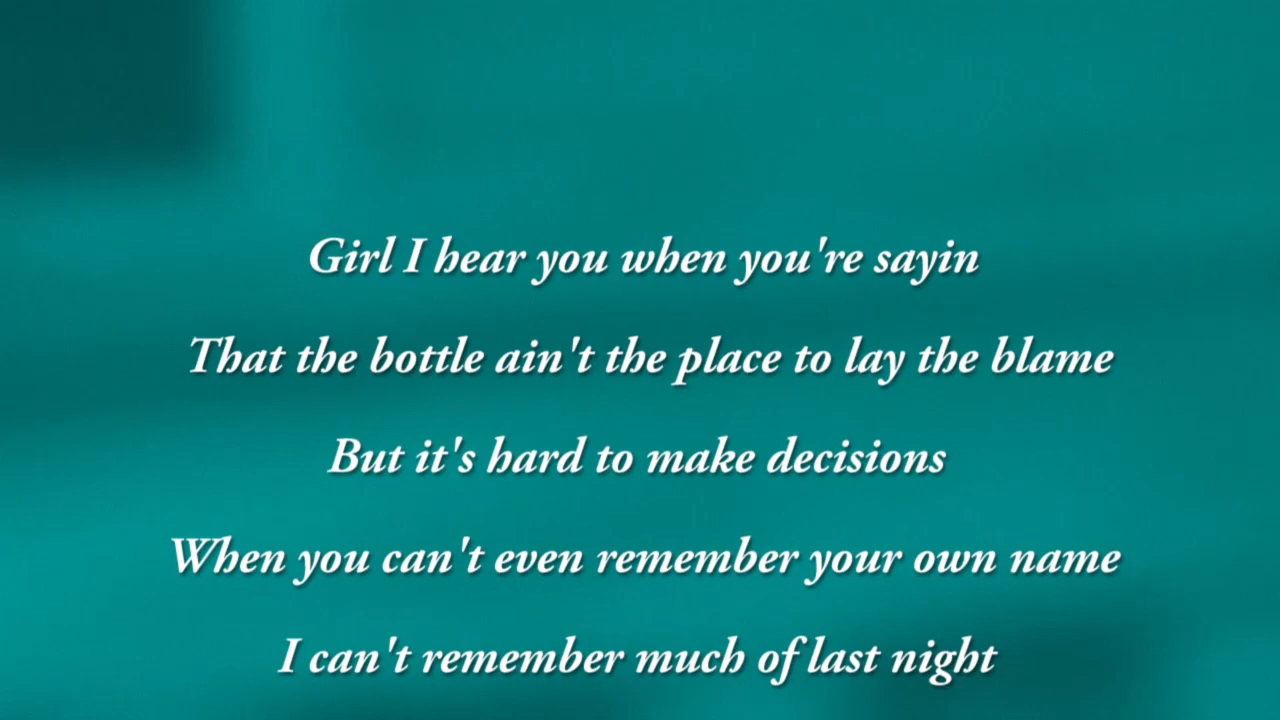 Girl I hear you when you're sayin
That the bottle ain't the place to lay the blame
But it's hard to make decisions
When you can't even remember your own name
I can't remember much of last night